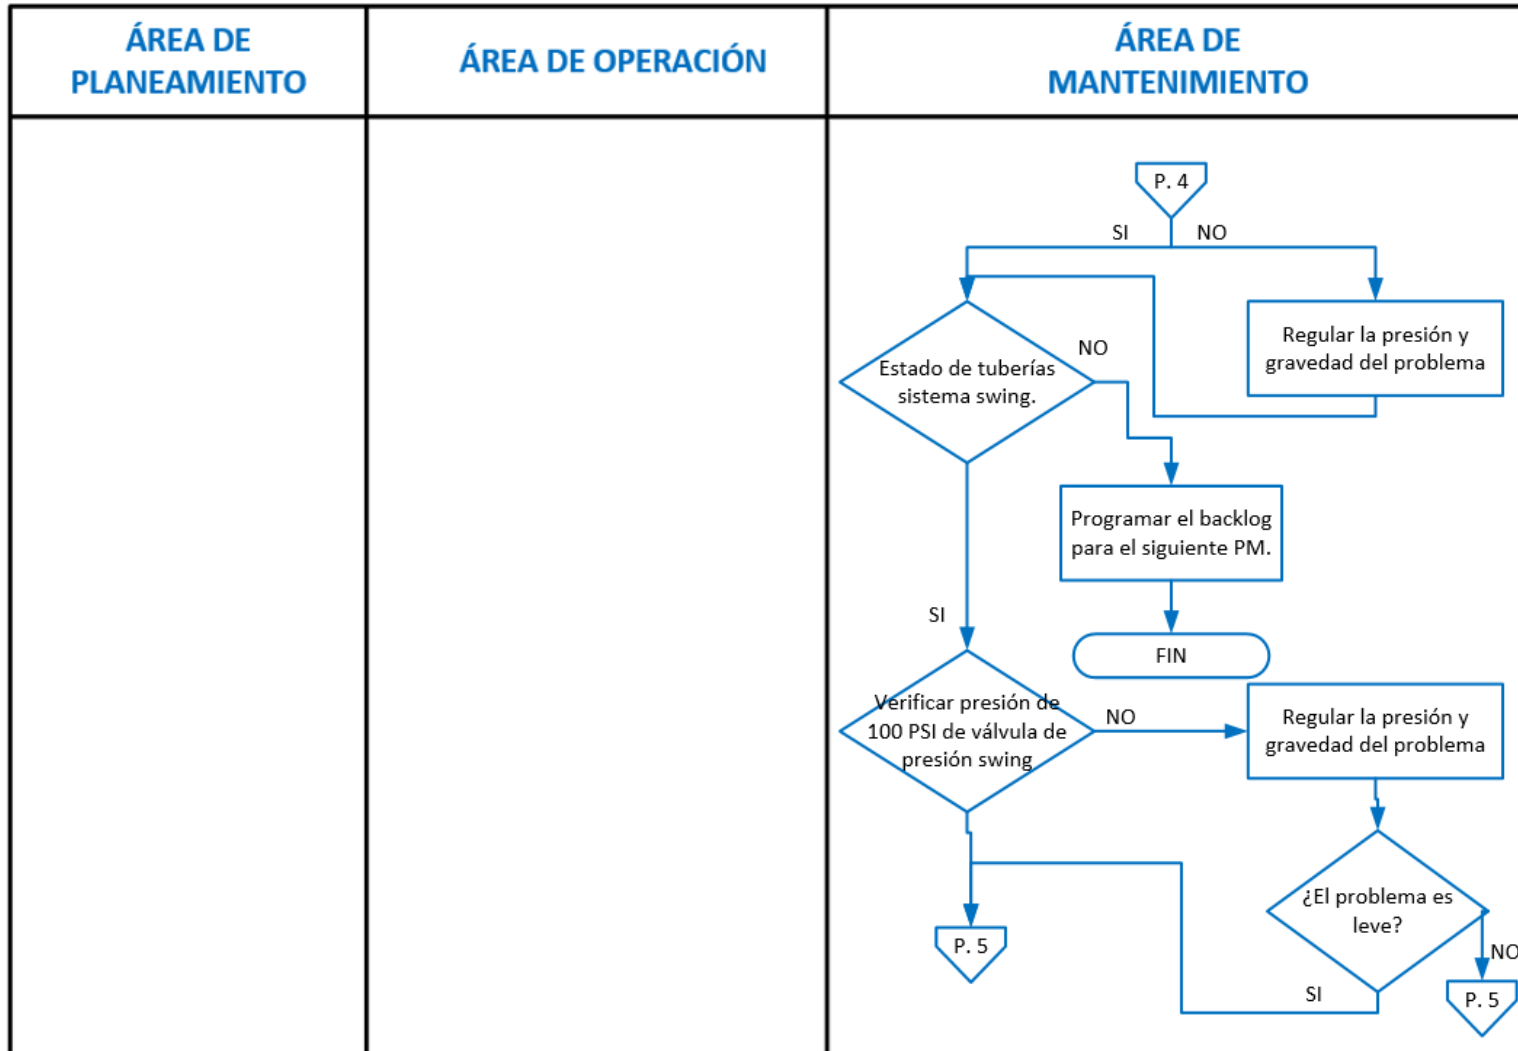 ÁREA DE
PLANEAMIENTO
ÁREA DE OPERACIÓN
ÁREA DE
MANTENIMIENTO
P. 4
SI
NO
Regular la presión y
gravedad del problema
Estado de tuberías
sistema swing.
NO
Programar el backlog
para el siguiente PM.
SI
FIN
Verificar presión de
100 PSI de válvula de
presión swing
NO
Regular la presión y
gravedad del problema
¿El problema es
leve?
P. 5
NO
SI
P. 5